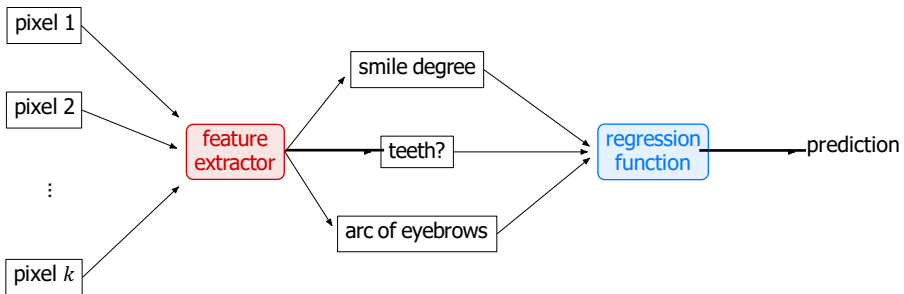 pixel 1
pixel 2
⋮
pixel k
feature
extractor
smile degree
teeth?
arc of eyebrows
regression
function
prediction